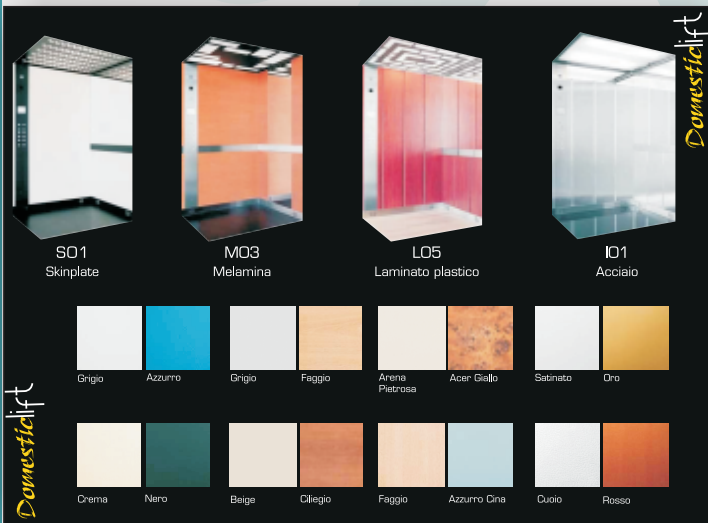 Domesticlift
S01
Skinplate
M03
Melamina
L05
Laminato plastico
I01
Acciaio
Grigio
Azzurro
Grigio
Faggio
Arena
Pietrosa
Acer Giallo
Satinato
Oro
Domesticlift
Crema
Nero
Beige
Ciliegio
Faggio
Azzurro Cina
Cuoio
Rosso